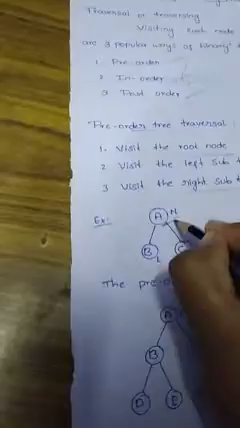 Traversal or traversing
Visiting Each node
are 3 popular ways of binary
1. Pre order
2. In-order
3 Post order
Pre-order tree traversal:
1. Visit the root node
2 Visit the left sub t
3 Visit the right sub t
Ex:
A N
B L C
The pre-o
A
B
D E